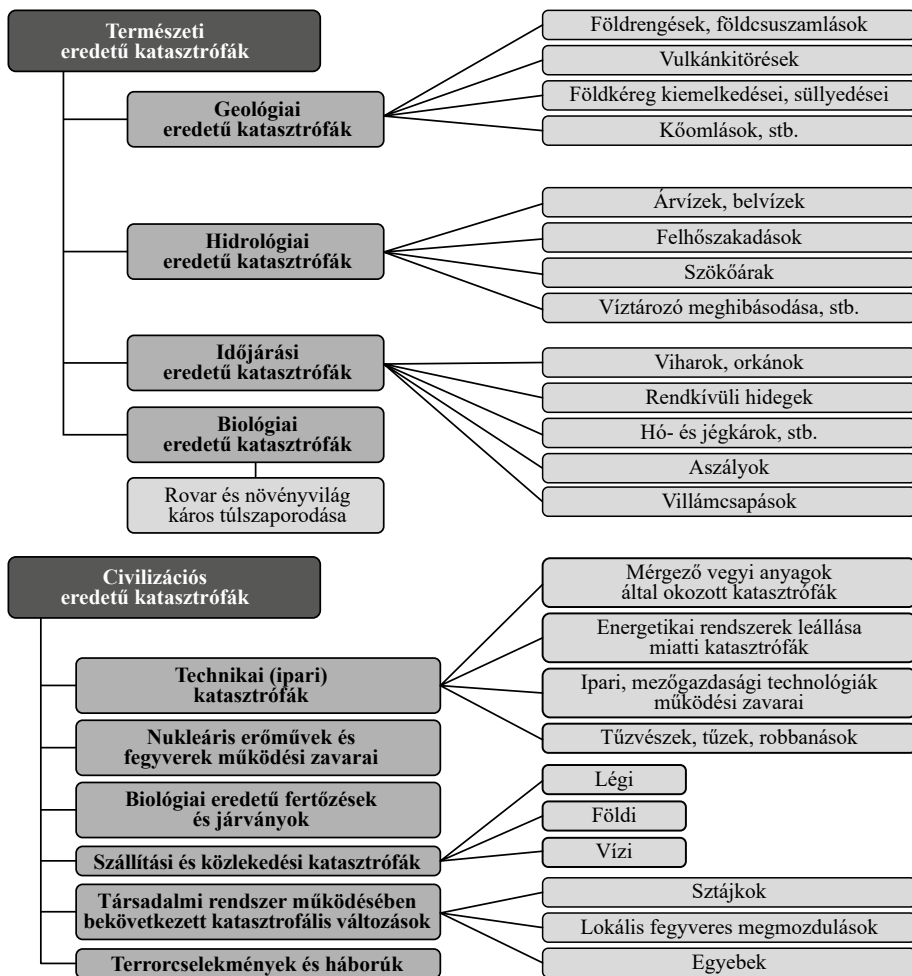 Természeti
eredetű katasztrófák
Geológiai
eredetű katasztrófák
Földrengések, földcsuszamlások
Vulkánkitörések
Földkéreg kiemelkedései, süllyedései
Kőomlások, stb.
Hidrológiai
eredetű katasztrófák
Árvízek, belvízek
Felhőszakadások
Szökőárak
Víztározó meghibásodása, stb.
Időjárási
eredetű katasztrófák
Viharok, orkánok
Rendkívüli hidegek
Hó- és jégkárok, stb.
Aszályok
Villámcsapások
Biológiai
eredetű katasztrófák
Rovar és növényvilág
káros túlszaporodása
Civilizációs
eredetű katasztrófák
Technikai (ipari)
katasztrófák
Mérgező vegyi anyagok
által okozott katasztrófák
Energetikai rendszerek leállása
miatti katasztrófák
Ipari, mezőgazdasági technológiák
működési zavarai
Tűzvészek, tűzek, robbanások
Nukleáris erőművek és
fegyverek működési zavarai
Biológiai eredetű fertőzések
és járványok
Szállítási és közlekedési katasztrófák
Légi
Földi
Vízi
Társadalmi rendszer működésében
bekövetkezett katasztrofális változások
Sztájkok
Lokális fegyveres megmozdulások
Egyebek
Terrorcselekmények és háborúk